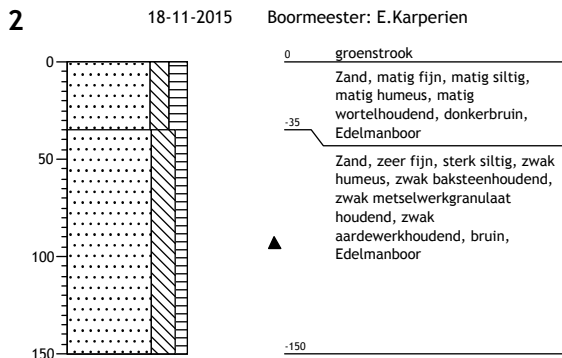 2 18-11-2015 Boormeester: E.Karperien
0
0 groenstrook
Zand, matig fijn, matig siltig,
matig humeus, matig
wortelhoudend, donkerbruin,
Edelmanboor
-35
50
Zand, zeer fijn, sterk siltig, zwak
humeus, zwak baksteenhoudend,
zwak metselwerkgranulaat
houdend, zwak
aardewerkhoudend, bruin,
Edelmanboor
100
150
-150